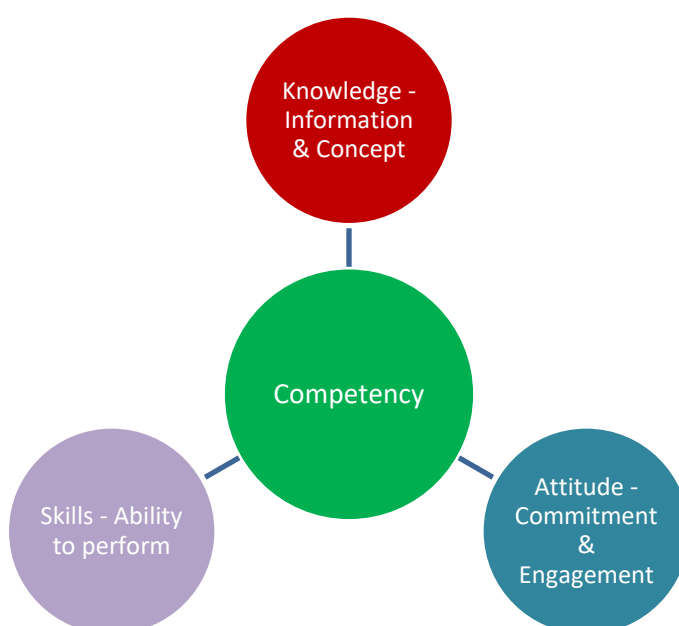 Knowledge -
Information
& Concept
Competency
Skills - Ability
to perform
Attitude -
Commitment
&
Engagement